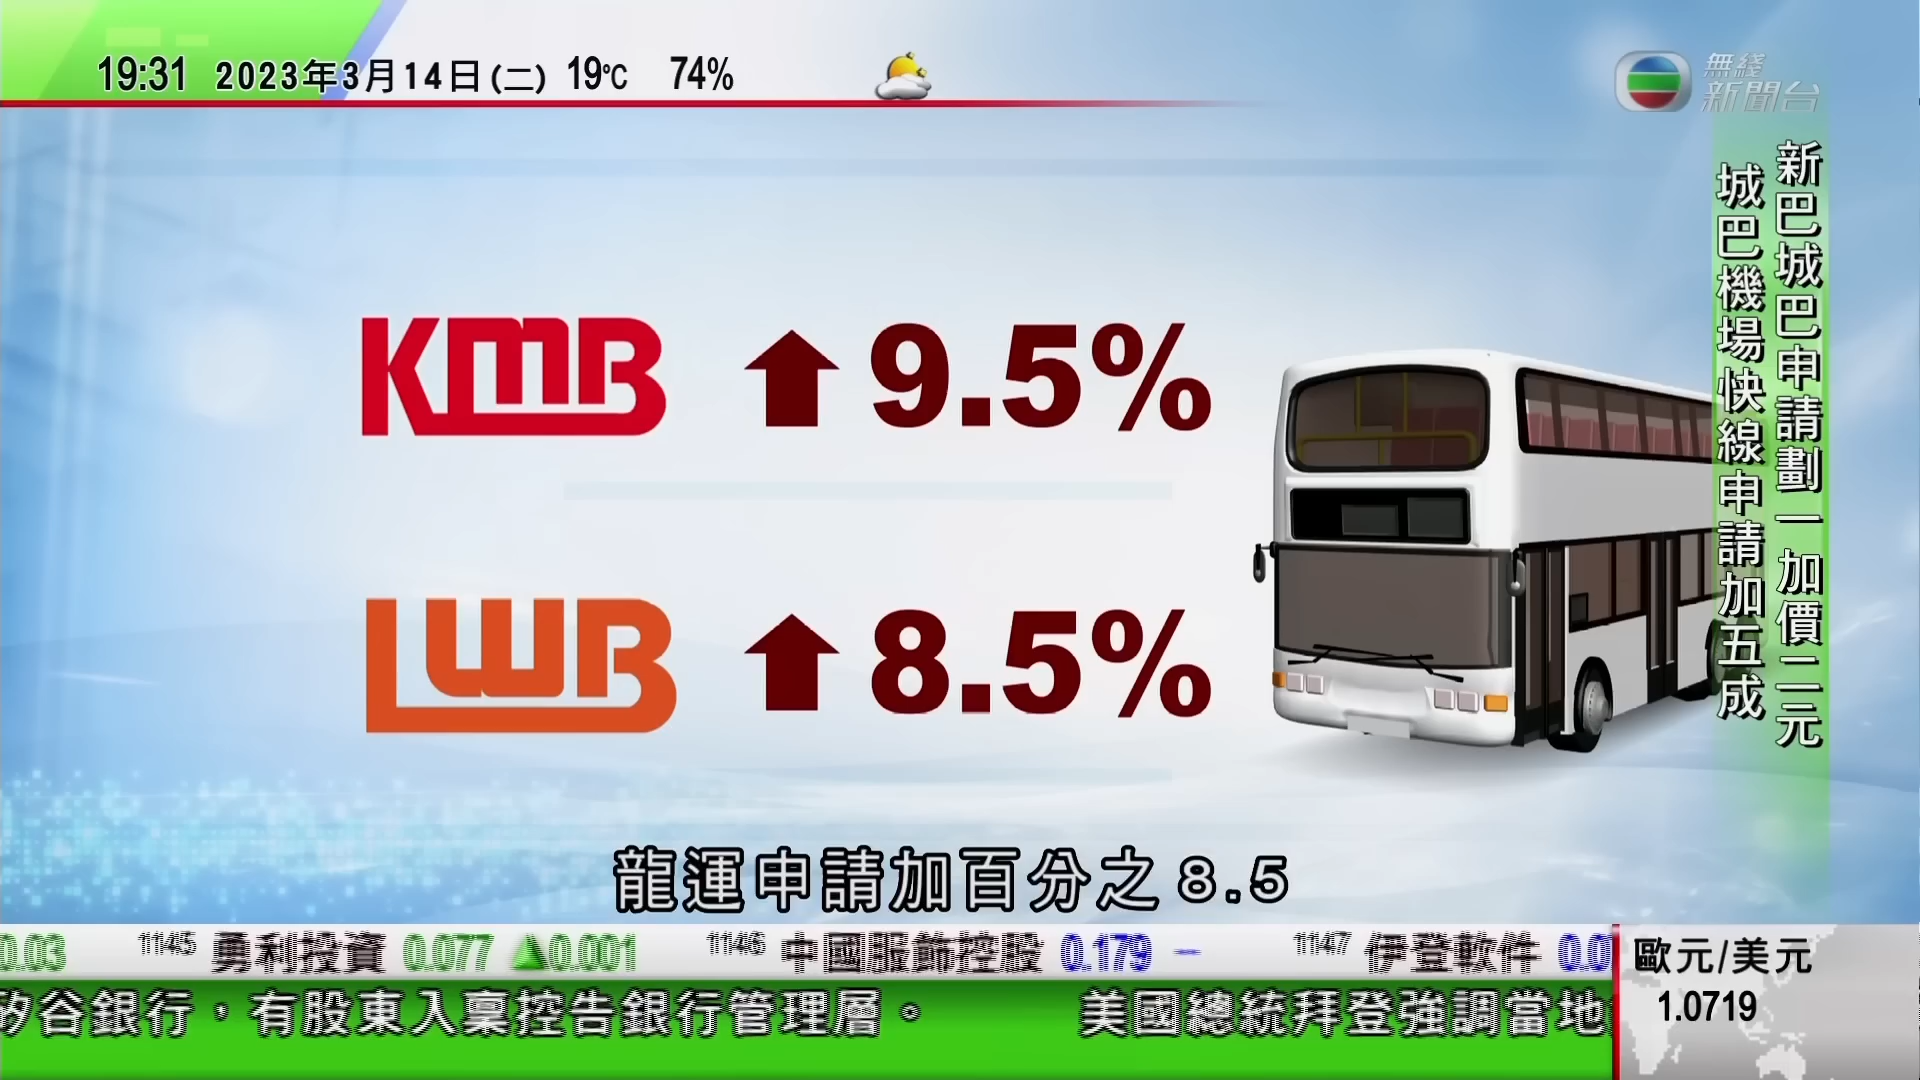 19:31 2023年3月14日(二) 19℃ 74%
無綫
新聞台
新巴城巴申請劃一加價二元
城巴機場快線申請加五成
KMB 9.5%
LWB 8.5%
龍運申請加百分之8.5
0.03 1145 勇利投資 0.077 ▲0.001 1146 中國服飾控股 0.179 － 1147 伊登軟件 0.0
矽谷銀行，有股東入稟控告銀行管理層。 美國總統拜登強調當地
歐元/美元
1.0719